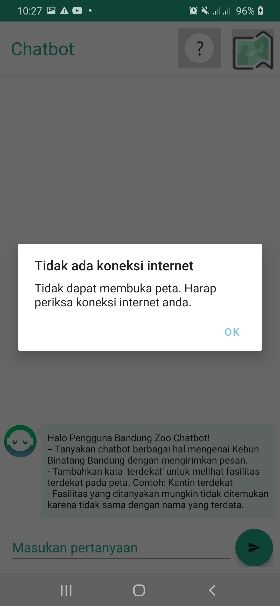 10:27
96%
Chatbot
?
Tidak ada koneksi internet
Tidak dapat membuka peta. Harap
periksa koneksi internet anda.
OK
Halo Pengguna Bandung Zoo Chatbot!
– Tanyakan chatbot berbagai hal mengenai Kebun
Binatang Bandung dengan mengirimkan pesan.
- Tambahkan kata 'terdekat' untuk melihat fasilitas
terdekat pada peta. Contoh: Kantin terdekat
- Fasilitas yang ditanyakan mungkin tidak ditemukan
karena tidak sama dengan nama yang terdata.
Masukan pertanyaan